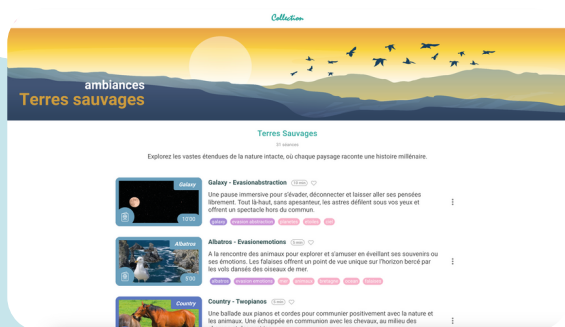 Collection
ambiances
Terres sauvages
Terres Sauvages
51 séances
Explorez les vastes étendues de la nature intacte, où chaque paysage raconte une histoire millénaire.
Galaxy
10'00
Galaxy - Evasionabstraction
Une pause immersive pour s'évader, déconnecter et laisser aller ses pensées
librement. Tout là-haut, sans apesanteur, les astres défilent sous vos yeux et
offrent un spectacle hors du commun.
galaxy evasion abstraction
Albatros
5'00
Albatros - Evasionemotions
A la rencontre des animaux pour explorer et s'amuser en éveillant ses souvenirs ou
ses émotions. Les falaises offrent un point de vue unique sur l'horizon bercé par
les vols dansés des oiseaux de mer.
albatros evasion emotions
Country
Country - Twopianos
Une ballade aux pianos et cordes pour communier positivement avec la nature et
les animaux. Une échappée en communion avec les chevaux, au milieu des